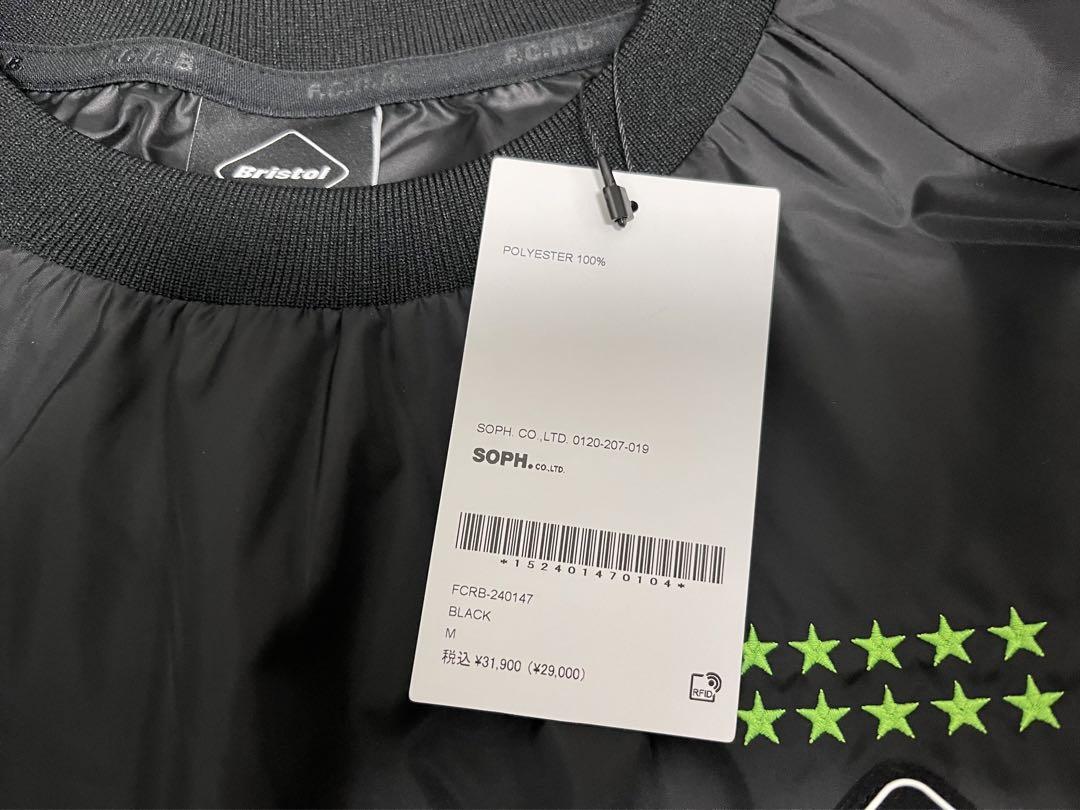 F.C.R.B.
F.C.R.B.
F.C.R.B.
Bristol
POLYESTER 100%
SOPH. CO.,LTD. 0120-207-019
SOPH. CO.,LTD.
*152401470104*
FCRB-240147
BLACK
M
税込 ¥31,900 (¥29,000)
RFID